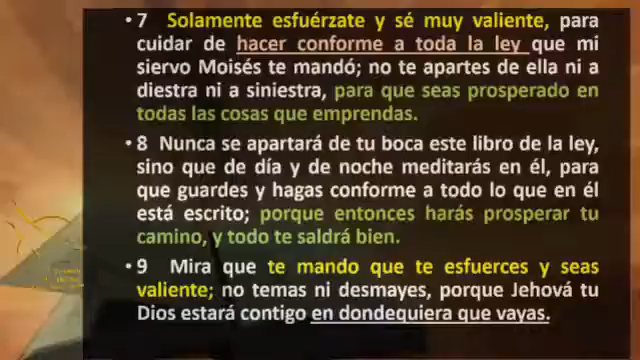 • 7 Solamente esfuérzate y sé muy valiente, para
cuidar de hacer conforme a toda la ley que mi
siervo Moisés te mandó; no te apartes de ella ni a
diestra ni a siniestra, para que seas prosperado en
todas las cosas que emprendas.
• 8 Nunca se apartará de tu boca este libro de la ley,
sino que de día y de noche meditarás en él, para
que guardes y hagas conforme a todo lo que en él
está escrito; porque entonces harás prosperar tu
camino, y todo te saldrá bien.
• 9 Mira que te mando que te esfuerces y seas
valiente; no temas ni desmayes, porque Jehová tu
Dios estará contigo en dondequiera que vayas.